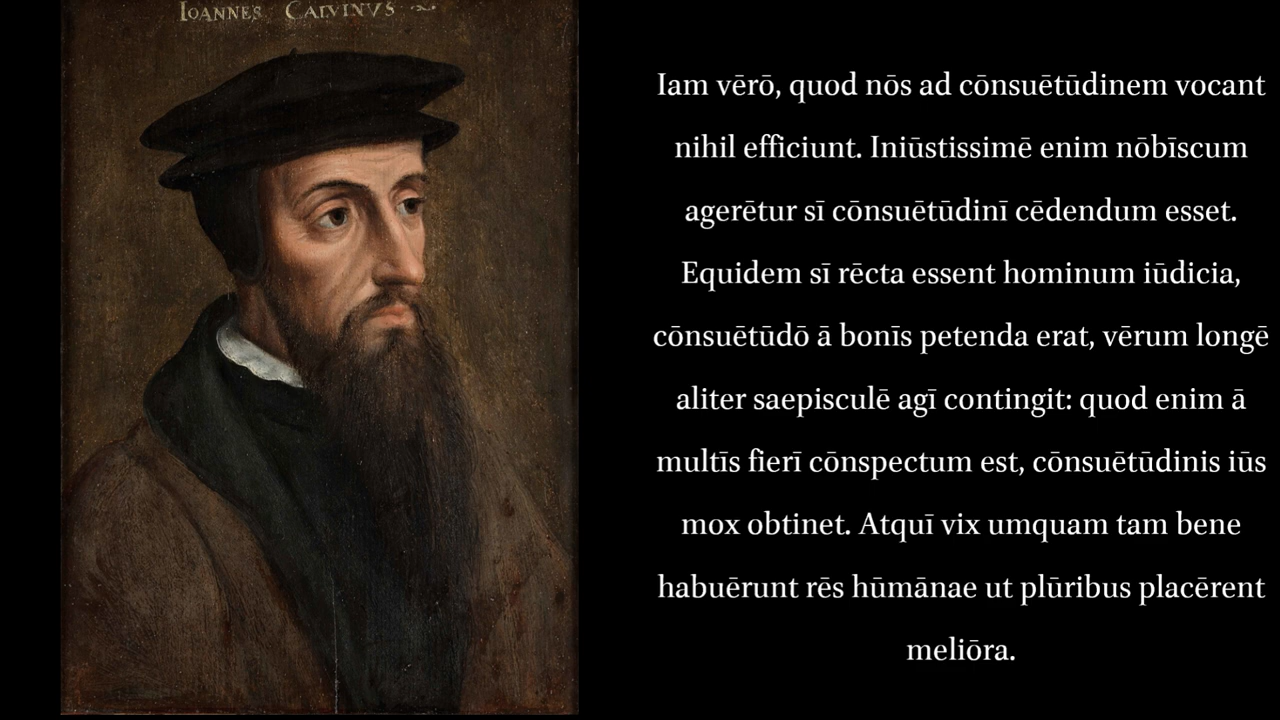 IOANNES CALVINVS
Iam vērō, quod nōs ad cōnsuētūdinem vocant
nihil efficiunt. Iniūstissimē enim nōbīscum
agerētur sī cōnsuētūdinī cēdendum esset.
Equidem sī rēcta essent hominum iūdicia,
cōnsuētūdō ā bonīs petenda erat, vērum longē
aliter saepisculē agī contingit: quod enim ā
multīs fierī cōnspectum est, cōnsuētūdinis iūs
mox obtinet. Atquī vix umquam tam bene
habuērunt rēs hūmānae ut plūribus placērent
meliōra.